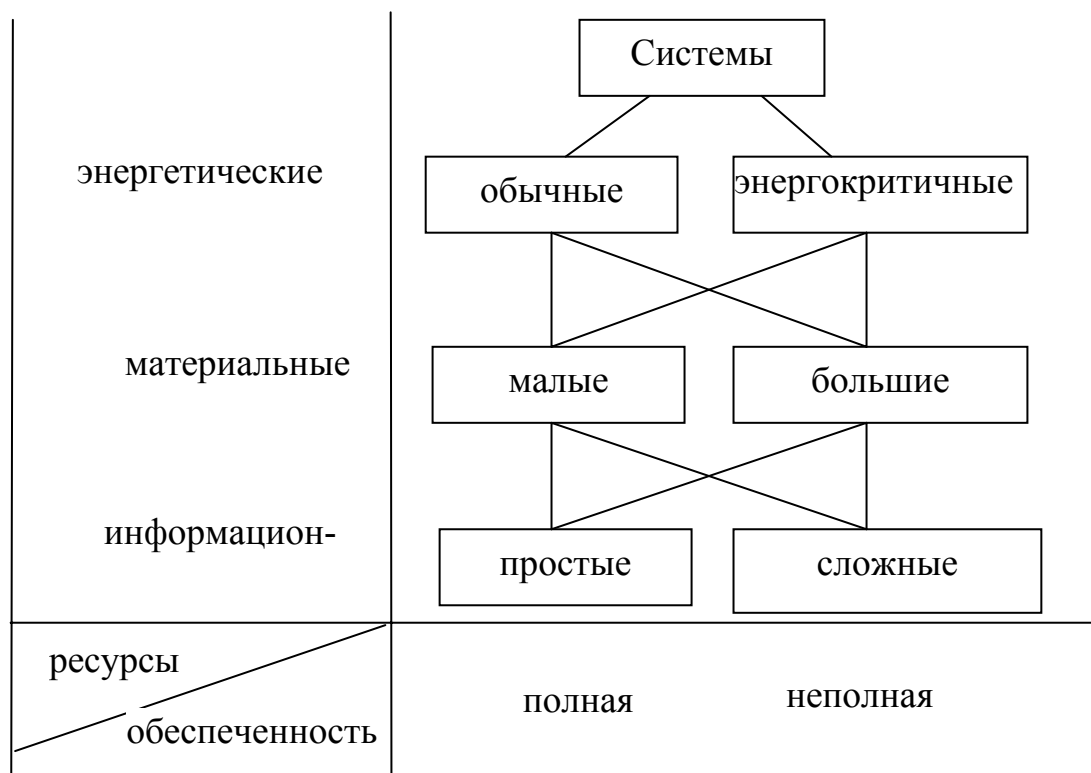 Системы
энергетические
обычные
энергокритичные
материальные
малые
большие
информацион-
простые
сложные
ресурсы
обеспеченность
полная
неполная